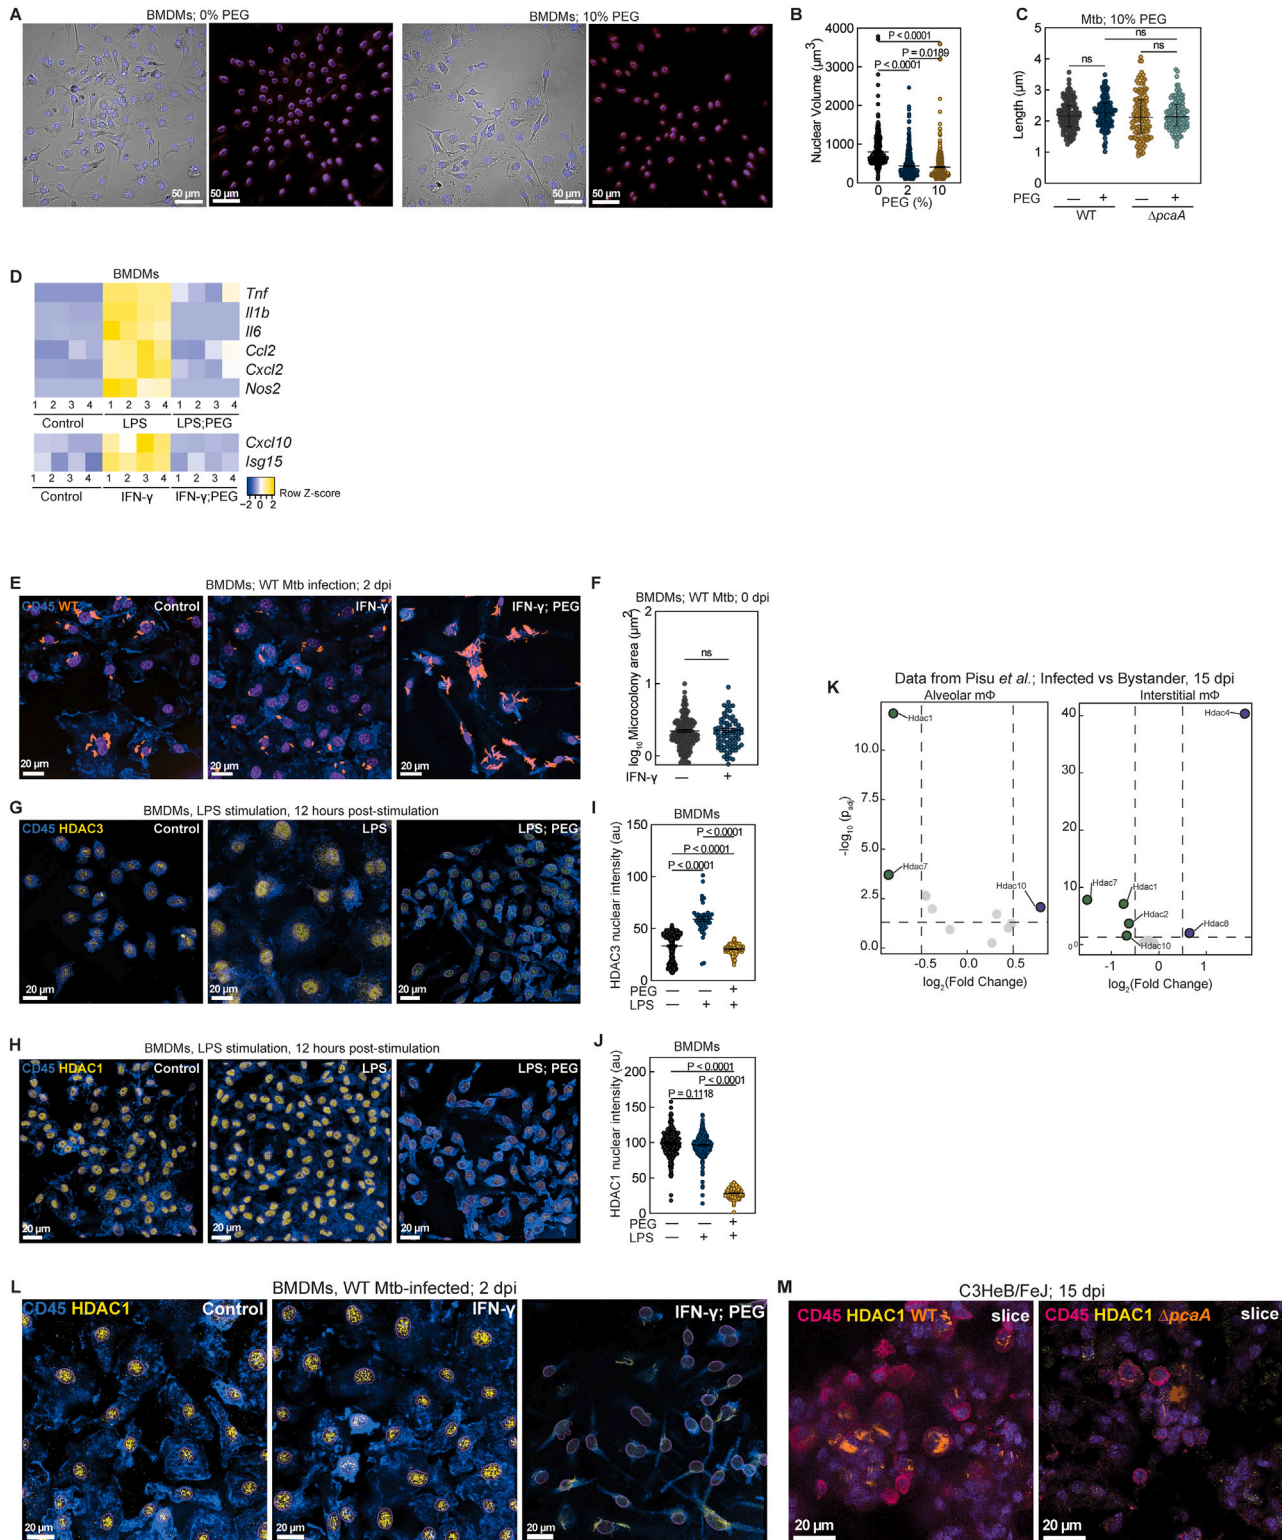 A
BMDMs; 0% PEG
BMDMs; 10% PEG
50 µm
50 µm
50 µm
50 µm
B
Nuclear Volume (µm³)
4000
3000
2000
1000
0
P < 0.0001
P = 0.0189
P < 0.0001
0 2 10
PEG (%)
C
Mtb; 10% PEG
Length (µm)
5
4
3
2
1
0
ns
ns
ns
PEG — + — +
WT ΔpcaA
D
BMDMs
Tnf
Il1b
Il6
Ccl2
Cxcl2
Nos2
1 2 3 4 1 2 3 4 1 2 3 4
Control LPS LPS;PEG
Cxcl10
Isg15
1 2 3 4 1 2 3 4 1 2 3 4
Control IFN-γ IFN-γ;PEG
−2 0 2
Row Z-score
E
BMDMs; WT Mtb infection; 2 dpi
CD45 WT Control
IFN-γ
IFN-γ; PEG
20 µm
20 µm
20 µm
F
BMDMs; WT Mtb; 0 dpi
log₁₀ Microcolony area (µm²)
2
1
0
ns
IFN-γ — +
G
BMDMs, LPS stimulation, 12 hours post-stimulation
CD45 HDAC3 Control
LPS
LPS; PEG
20 µm
20 µm
20 µm
I
BMDMs
HDAC3 nuclear intensity (au)
150
100
50
0
P < 0.0001
P < 0.0001
P < 0.0001
PEG — — +
LPS — + +
H
BMDMs, LPS stimulation, 12 hours post-stimulation
CD45 HDAC1 Control
LPS
LPS; PEG
20 µm
20 µm
20 µm
J
BMDMs
HDAC1 nuclear intensity (au)
200
150
100
50
0
P < 0.0001
P < 0.0001
P = 0.1118
PEG — — +
LPS — + +
K
Data from Pisu et al.; Infected vs Bystander, 15 dpi
Alveolar mΦ
Interstitial mΦ
-log₁₀ (p_adj)
10.0
7.5
5.0
2.5
0.0
Hdac1
Hdac7
Hdac10
-0.5 0.0 0.5
log₂(Fold Change)
40
30
20
10
0
Hdac4
Hdac7
Hdac1
Hdac2
Hdac10
Hdac8
-1 0 1
log₂(Fold Change)
L
BMDMs, WT Mtb-infected; 2 dpi
CD45 HDAC1 Control
IFN-γ
IFN-γ; PEG
20 µm
20 µm
20 µm
M
C3HeB/FeJ; 15 dpi
CD45 HDAC1 WT slice
CD45 HDAC1 ΔpcaA slice
20 µm
20 µm